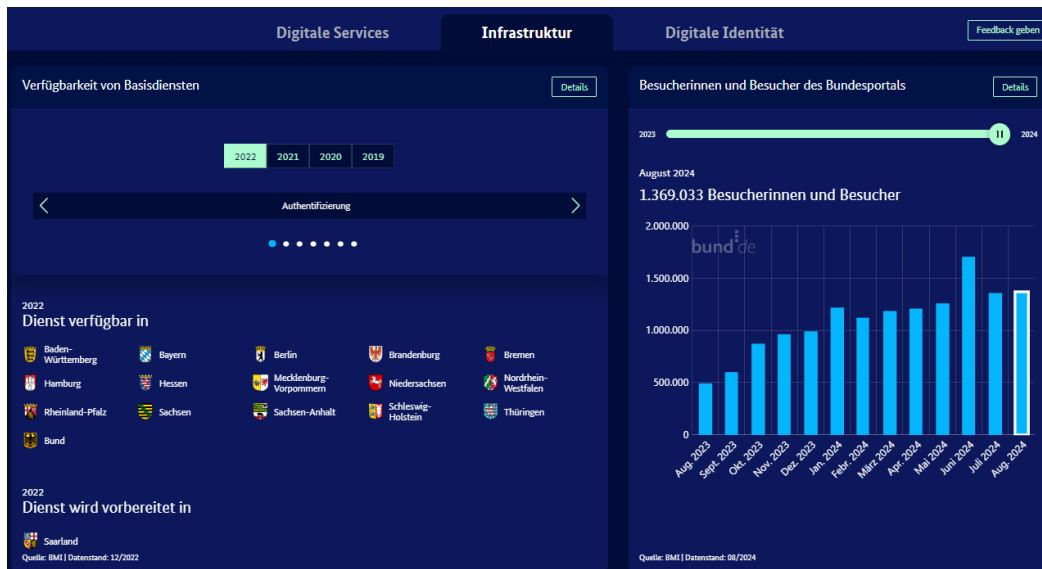 Digitale Services
Infrastruktur
Digitale Identität
Feedback geben
Verfügbarkeit von Basisdiensten
Details
2022
2021
2020
2019
Authentifizierung
2022
Dienst verfügbar in
Baden-
Württemberg
Bayern
Berlin
Brandenburg
Bremen
Hamburg
Hessen
Mecklenburg-
Vorpommern
Niedersachsen
Nordrhein-
Westfalen
Rheinland-Pfalz
Sachsen
Sachsen-Anhalt
Schleswig-
Holstein
Thüringen
Bund
2022
Dienst wird vorbereitet in
Saarland
Quelle: BMI | Datenstand: 12/2022
Besucherinnen und Besucher des Bundesportals
Details
2023
2024
August 2024
1.369.033 Besucherinnen und Besucher
2.000.000
bund.de
1.500.000
1.000.000
500.000
0
Aug. 2023
Sept. 2023
Okt. 2023
Nov. 2023
Dez. 2023
Jan. 2024
Febr. 2024
März 2024
Apr. 2024
Mai 2024
Juni 2024
Juli 2024
Aug. 2024
Quelle: BMI | Datenstand: 08/2024